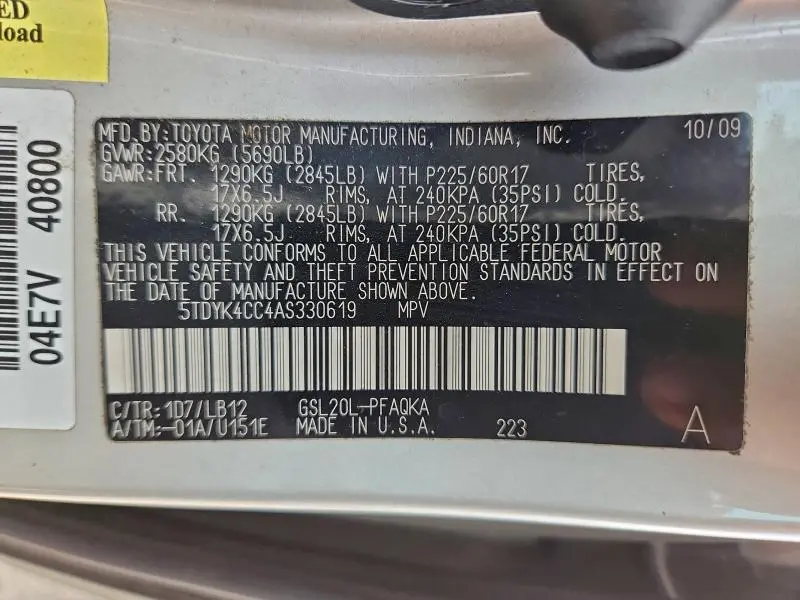 ED
load
04E7V 40800
MFD.BY:TOYOTA MOTOR MANUFACTURING, INDIANA, INC. 10/09
GVWR:2580KG (5690LB)
GAWR:FRT. 1290KG (2845LB) WITH P225/60R17 TIRES,
17X6.5J RIMS, AT 240KPA (35PSI) COLD.
RR. 1290KG (2845LB) WITH P225/60R17 TIRES,
17X6.5J RIMS, AT 240KPA (35PSI) COLD.
THIS VEHICLE CONFORMS TO ALL APPLICABLE FEDERAL MOTOR
VEHICLE SAFETY AND THEFT PREVENTION STANDARDS IN EFFECT ON
THE DATE OF MANUFACTURE SHOWN ABOVE.
5TDYK4CC4AS330619 MPV
C/TR:1D7/LB12 GSL20L-PFAQKA
A/TM:-01A/U151E MADE IN U.S.A. 223 A